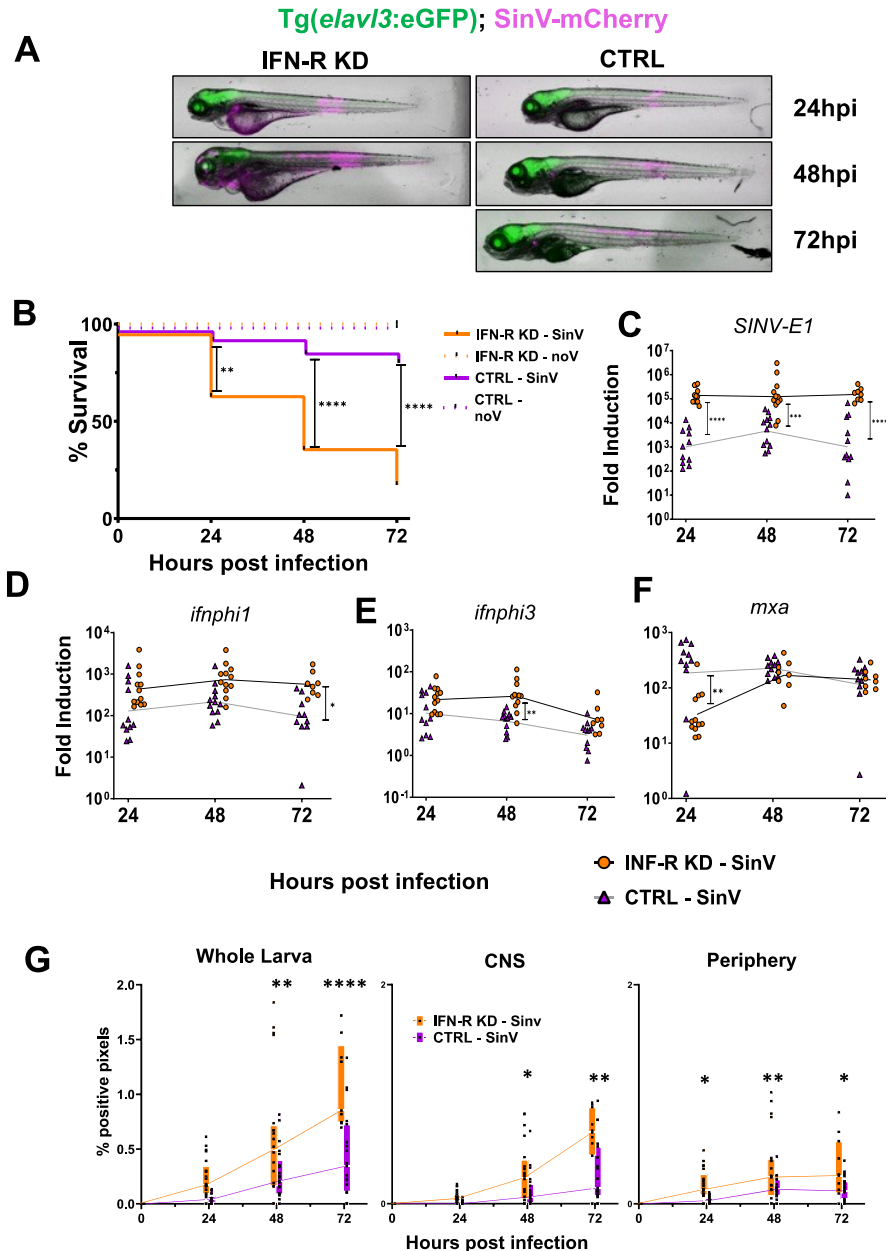 Tg(elavl3:eGFP); SinV-mCherry
A
IFN-R KD
CTRL
24hpi
48hpi
72hpi
B
100
50
0
% Survival
0
24
48
72
Hours post infection
**
****
****
IFN-R KD - SinV
IFN-R KD - noV
CTRL - SinV
CTRL -
noV
C
SINV-E1
Fold Induction
10⁷
10⁶
10⁵
10⁴
10³
10²
10¹
10⁰
****
***
****
24
48
72
D
ifnphi1
Fold Induction
10⁴
10³
10²
10¹
10⁰
*
24
48
72
E
ifnphi3
10³
10²
10¹
10⁰
10⁻¹
**
24
48
72
F
mxa
10³
10²
10¹
10⁰
**
24
48
72
Hours post infection
INF-R KD - SinV
CTRL - SinV
G
Whole Larva
CNS
Periphery
% positive pixels
2.0
1.5
1.0
0.5
0.0
**
****
0
24
48
72
2
0
IFN-R KD - Sinv
CTRL - SinV
*
**
0
24
48
72
2
0
*
**
*
0
24
48
72
Hours post infection